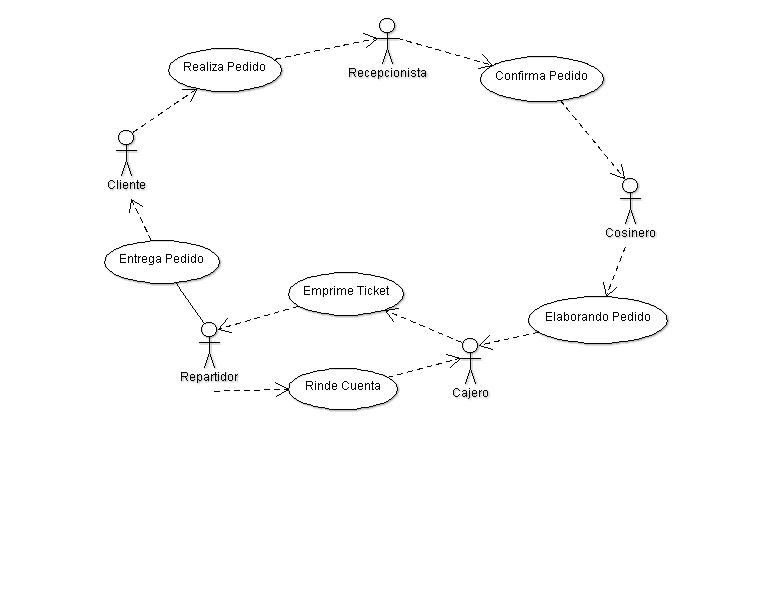 Recepcionista
Realiza Pedido
Confirma Pedido
Cliente
Cosinero
Entrega Pedido
Emprime Ticket
Elaborando Pedido
Repartidor
Rinde Cuenta
Cajero